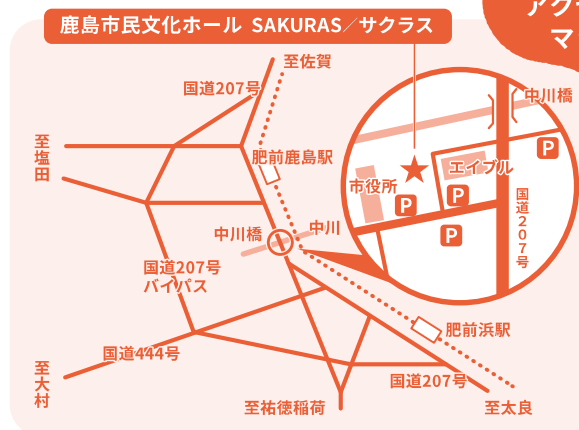 鹿島市民文化ホール SAKURAS／サクラス
アク
マ
至佐賀
国道207号
中川橋
至塩田
肥前鹿島駅
エイブル
市役所
P
P
P
P
国道207号
中川橋
中川
国道207号
バイパス
肥前浜駅
国道444号
至大村
国道207号
至祐徳稲荷
至太良